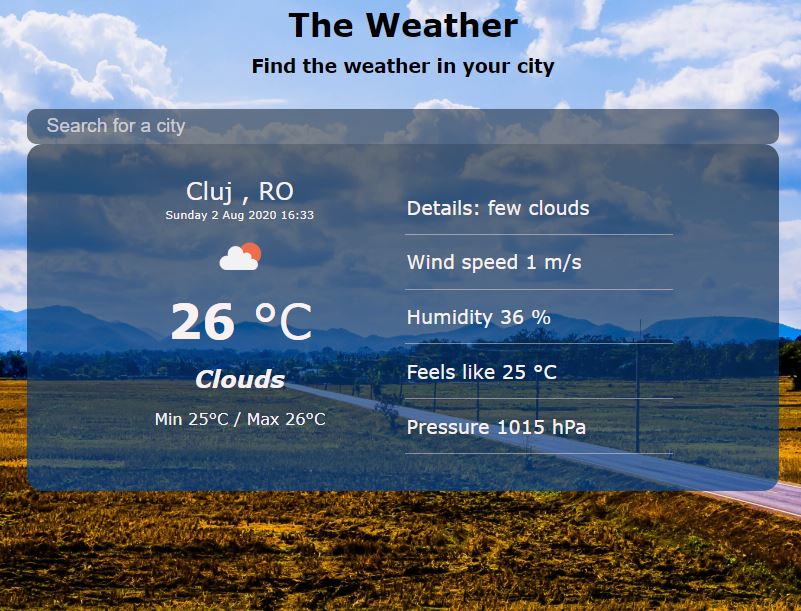 The Weather
Find the weather in your city
Search for a city
Cluj , RO
Sunday 2 Aug 2020 16:33
26 °C
Clouds
Min 25°C / Max 26°C
Details: few clouds
Wind speed 1 m/s
Humidity 36 %
Feels like 25 °C
Pressure 1015 hPa